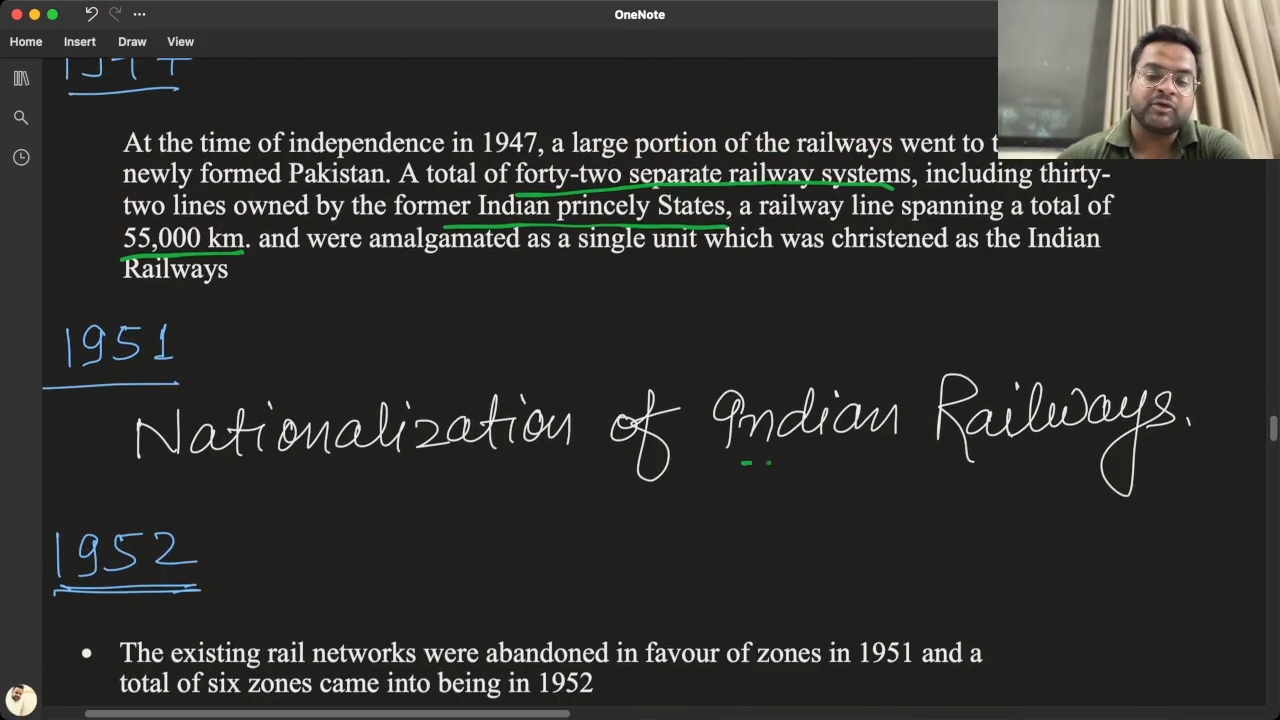 OneNote
Home Insert Draw View
1947
At the time of independence in 1947, a large portion of the railways went to t
newly formed Pakistan. A total of forty-two separate railway systems, including thirty-
two lines owned by the former Indian princely States, a railway line spanning a total of
55,000 km. and were amalgamated as a single unit which was christened as the Indian
Railways
1951
Nationalization of Indian Railways.
1952
• The existing rail networks were abandoned in favour of zones in 1951 and a
total of six zones came into being in 1952